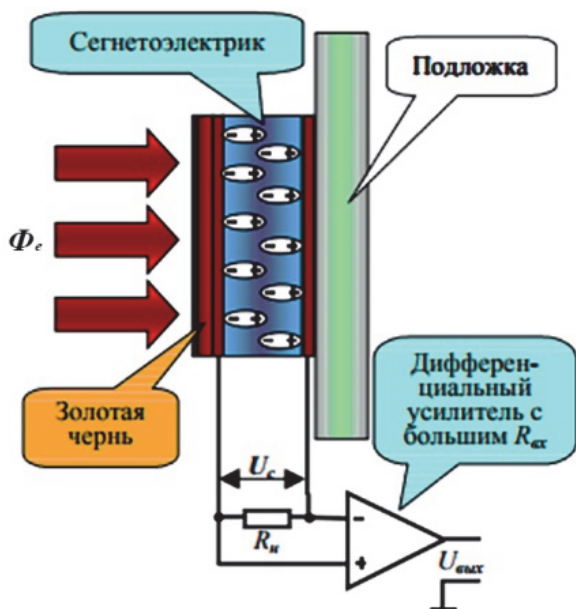 Сегнетоэлектрик
Подложка
Φe
Золотая
чернь
Дифферен-
циальный
усилитель с
большим Rвх
Uc
Rн
Uвых